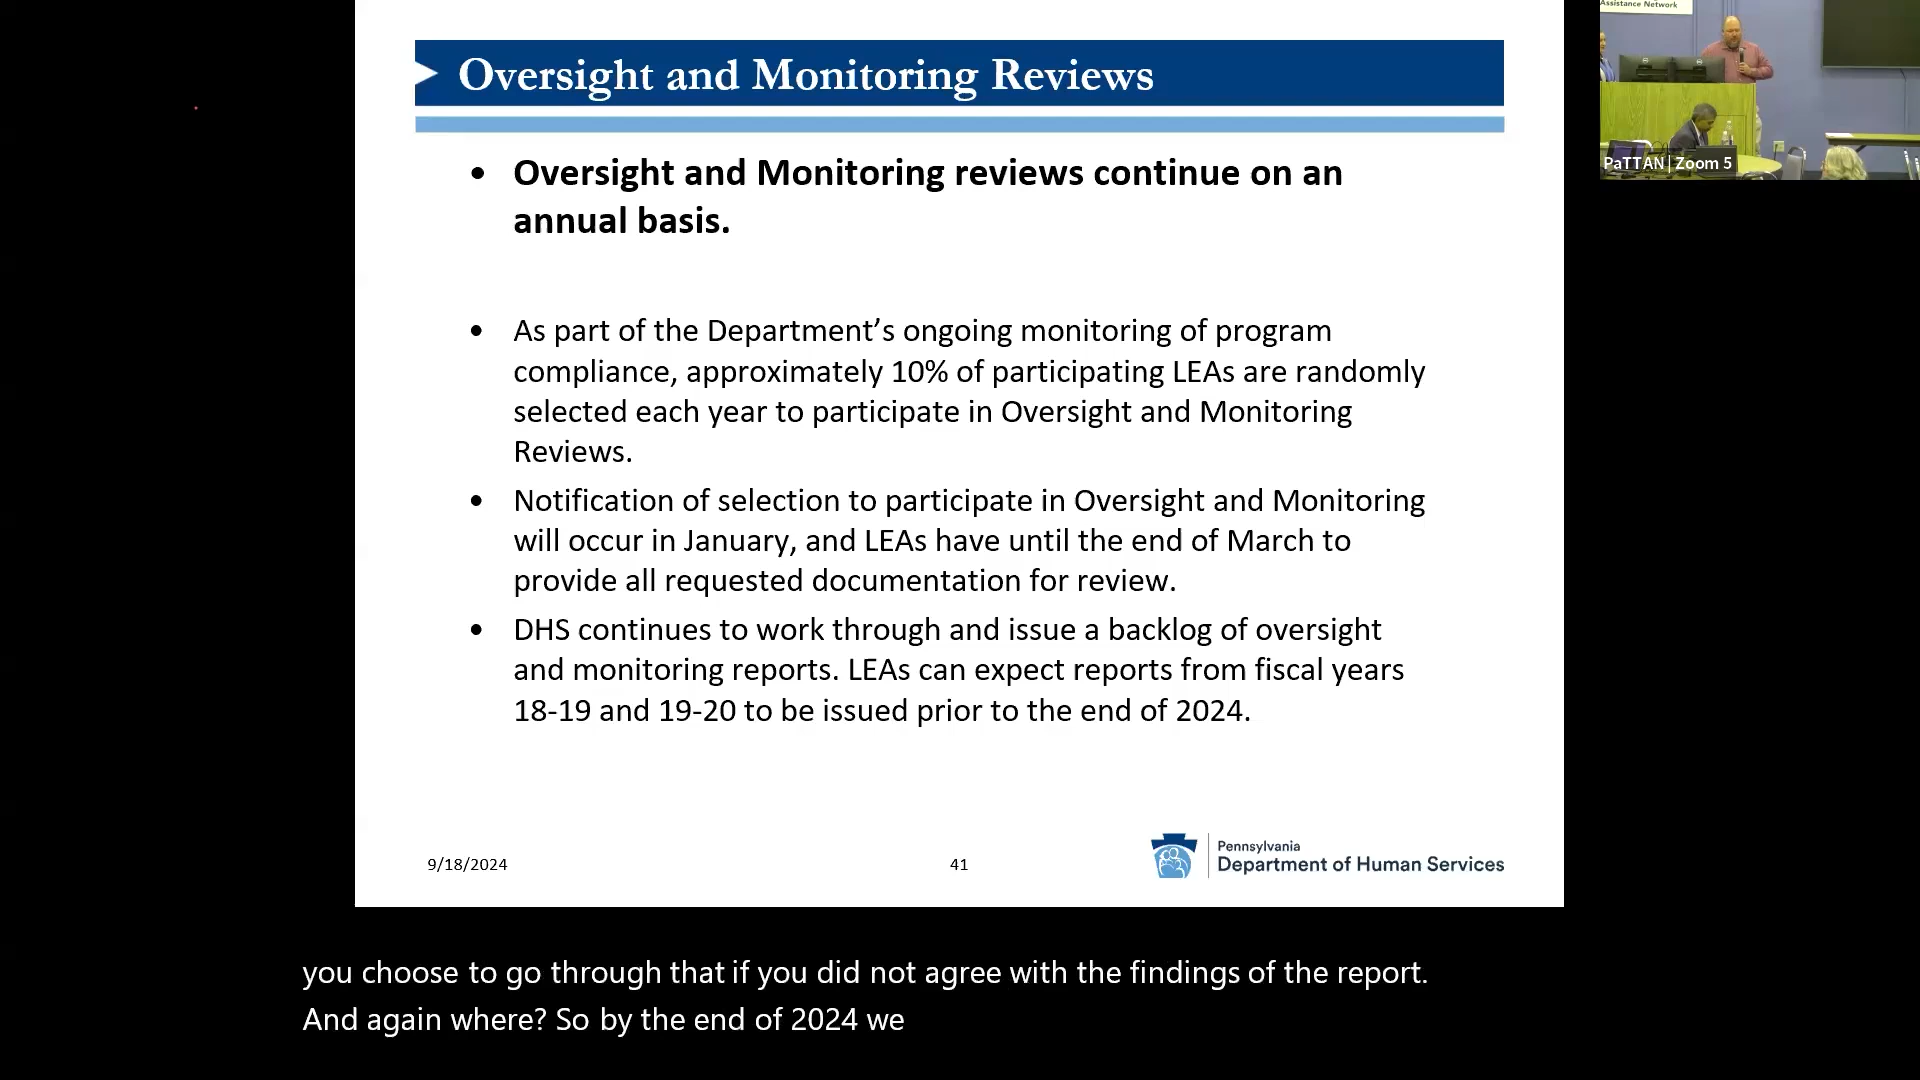 Assistance Network
Oversight and Monitoring Reviews
• Oversight and Monitoring reviews continue on an
annual basis.
• As part of the Department’s ongoing monitoring of program
compliance, approximately 10% of participating LEAs are randomly
selected each year to participate in Oversight and Monitoring
Reviews.
• Notification of selection to participate in Oversight and Monitoring
will occur in January, and LEAs have until the end of March to
provide all requested documentation for review.
• DHS continues to work through and issue a backlog of oversight
and monitoring reports. LEAs can expect reports from fiscal years
18-19 and 19-20 to be issued prior to the end of 2024.
PaTTAN | Zoom 5
9/18/2024
41
Pennsylvania
Department of Human Services
you choose to go through that if you did not agree with the findings of the report.
And again where? So by the end of 2024 we